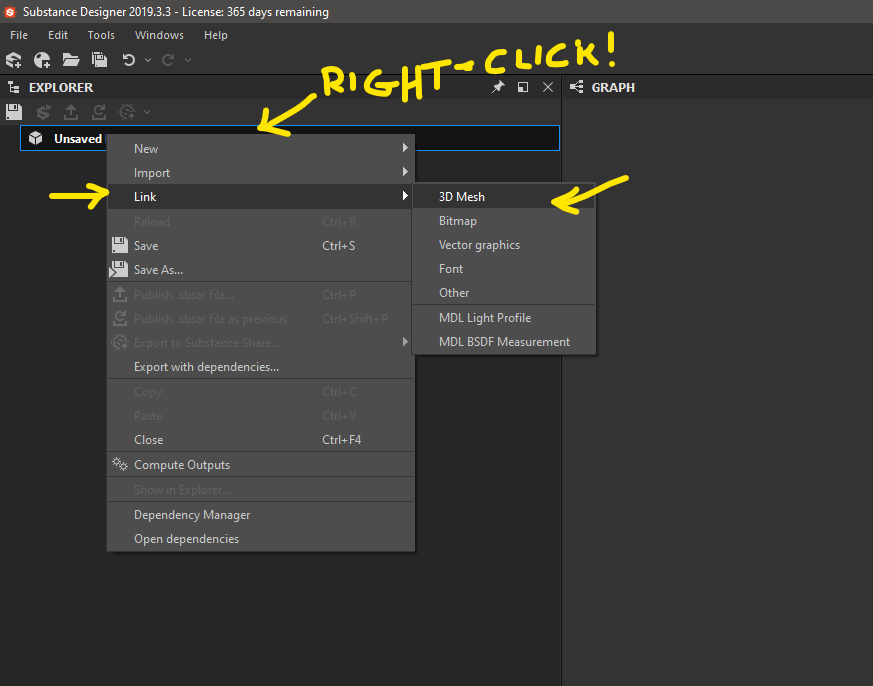 Substance Designer 2019.3.3 - License: 365 days remaining
File Edit Tools Windows Help
RIGHT-CLICK!
EXPLORER
GRAPH
Unsaved
New
Import
Link
Reload Ctrl+R
Save Ctrl+S
Save As...
Publish .sbsar file... Ctrl+P
Publish .sbsar file as previous Ctrl+Shift+P
Export to Substance Share...
Export with dependencies...
Copy Ctrl+C
Paste Ctrl+V
Close Ctrl+F4
Compute Outputs
Show in Explorer...
Dependency Manager
Open dependencies
3D Mesh
Bitmap
Vector graphics
Font
Other
MDL Light Profile
MDL BSDF Measurement